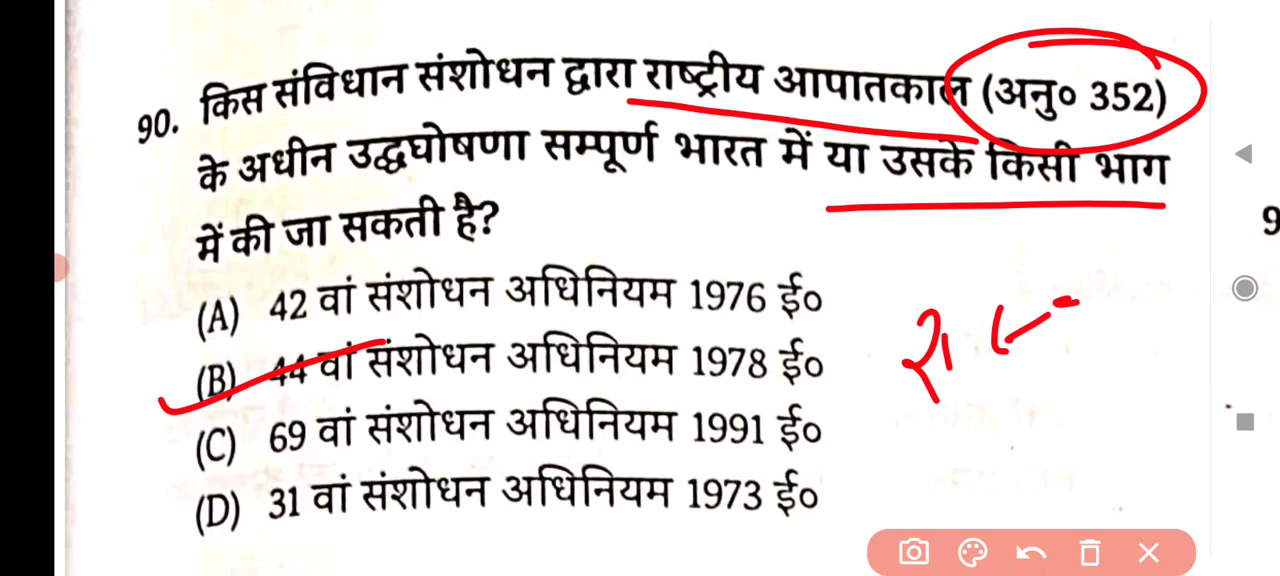 90. किस संविधान संशोधन द्वारा राष्ट्रीय आपातकाल (अनु० 352)
के अधीन उद्धघोषणा सम्पूर्ण भारत में या उसके किसी भाग
में की जा सकती है?
9
(A) 42 वां संशोधन अधिनियम 1976 ई०
(B) 44 वां संशोधन अधिनियम 1978 ई०
(C) 69 वां संशोधन अधिनियम 1991 ई०
(D) 31 वां संशोधन अधिनियम 1973 ई०